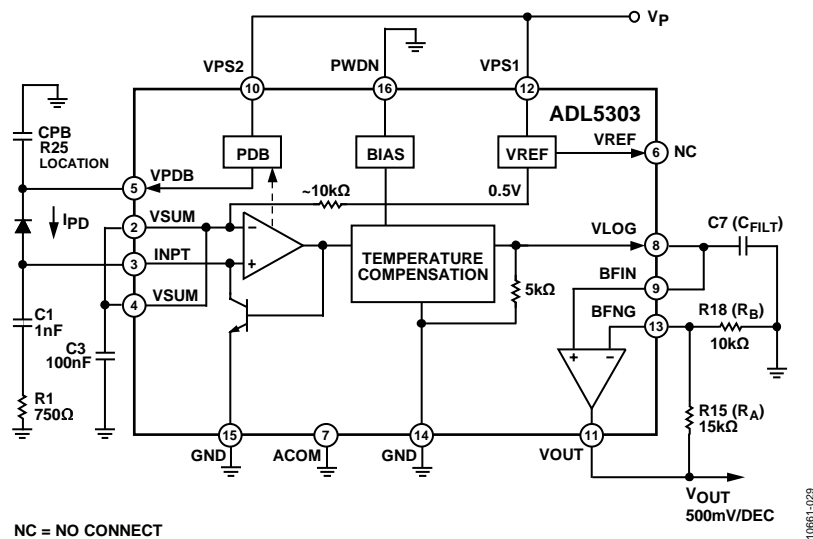 VP
VPS2
PWDN
VPS1
10
16
12
ADL5303
CPB
R25
LOCATION
PDB
BIAS
VREF
VREF
6
NC
5
VPDB
~10kΩ
0.5V
IPD
2
VSUM
VLOG
8
C7 (CFILT)
3
INPT
TEMPERATURE
COMPENSATION
BFIN
9
4
VSUM
5kΩ
BFNG
13
R18 (RB)
10kΩ
C1
1nF
C3
100nF
R1
750Ω
R15 (RA)
15kΩ
15
7
14
11
GND
ACOM
GND
VOUT
VOUT
500mV/DEC
NC = NO CONNECT
10661-029